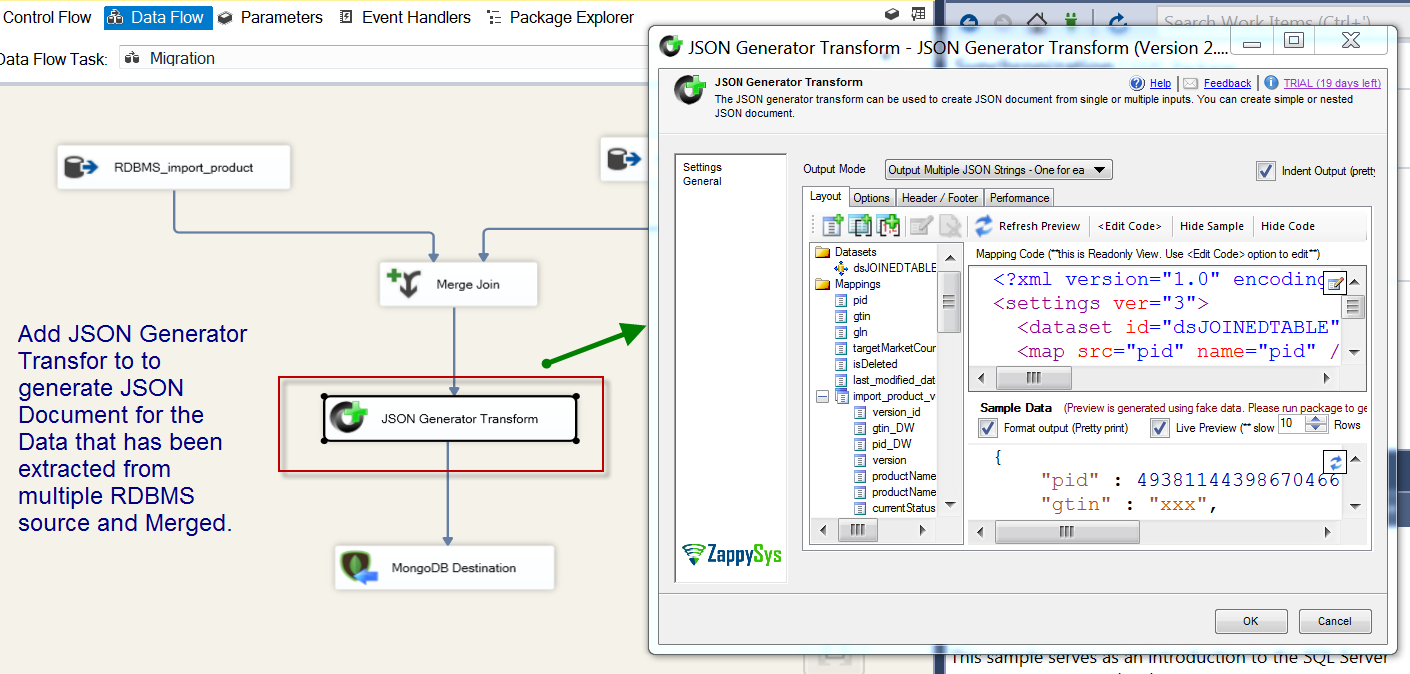 Control Flow Data Flow Parameters Event Handlers Package Explorer
Data Flow Task: Migration
RDBMS_import_product
Merge Join
Add JSON Generator
Transfor to to
generate JSON
Document for the
Data that has been
extracted from
multiple RDBMS
source and Merged.
JSON Generator Transform
MongoDB Destination
Search Work Items (Ctrl+')
JSON Generator Transform - JSON Generator Transform (Version 2....
JSON Generator Transform
Help Feedback TRIAL (19 days left)
The JSON generator transform can be used to create JSON document from single or multiple inputs. You can create simple or nested
JSON document.
Settings
General
ZappySys
Output Mode Output Multiple JSON Strings - One for ea Indent Output (pretty
Layout Options Header / Footer Performance
Refresh Preview <Edit Code> Hide Sample Hide Code
Datasets
dsJOINEDTABLE
Mappings
pid
gtin
gln
targetMarketCour
isDeleted
last_modified_dat
import_product_v
version_id
gtin_DW
pid_DW
version
productName
productName
currentStatus
Mapping Code (**this is Readonly View. Use <Edit Code> option to edit**)
<?xml version="1.0" encoding
<settings ver="3">
<dataset id="dsJOINEDTABLE"
<map src="pid" name="pid" /
Sample Data (Preview is generated using fake data. Please run package to ge
Format output (Pretty print) Live Preview (** slow 10 Rows
{
"pid" : 49381144398670466
"gtin" : "xxx",
OK Cancel
This sample serves as an introduction to the SQL Server